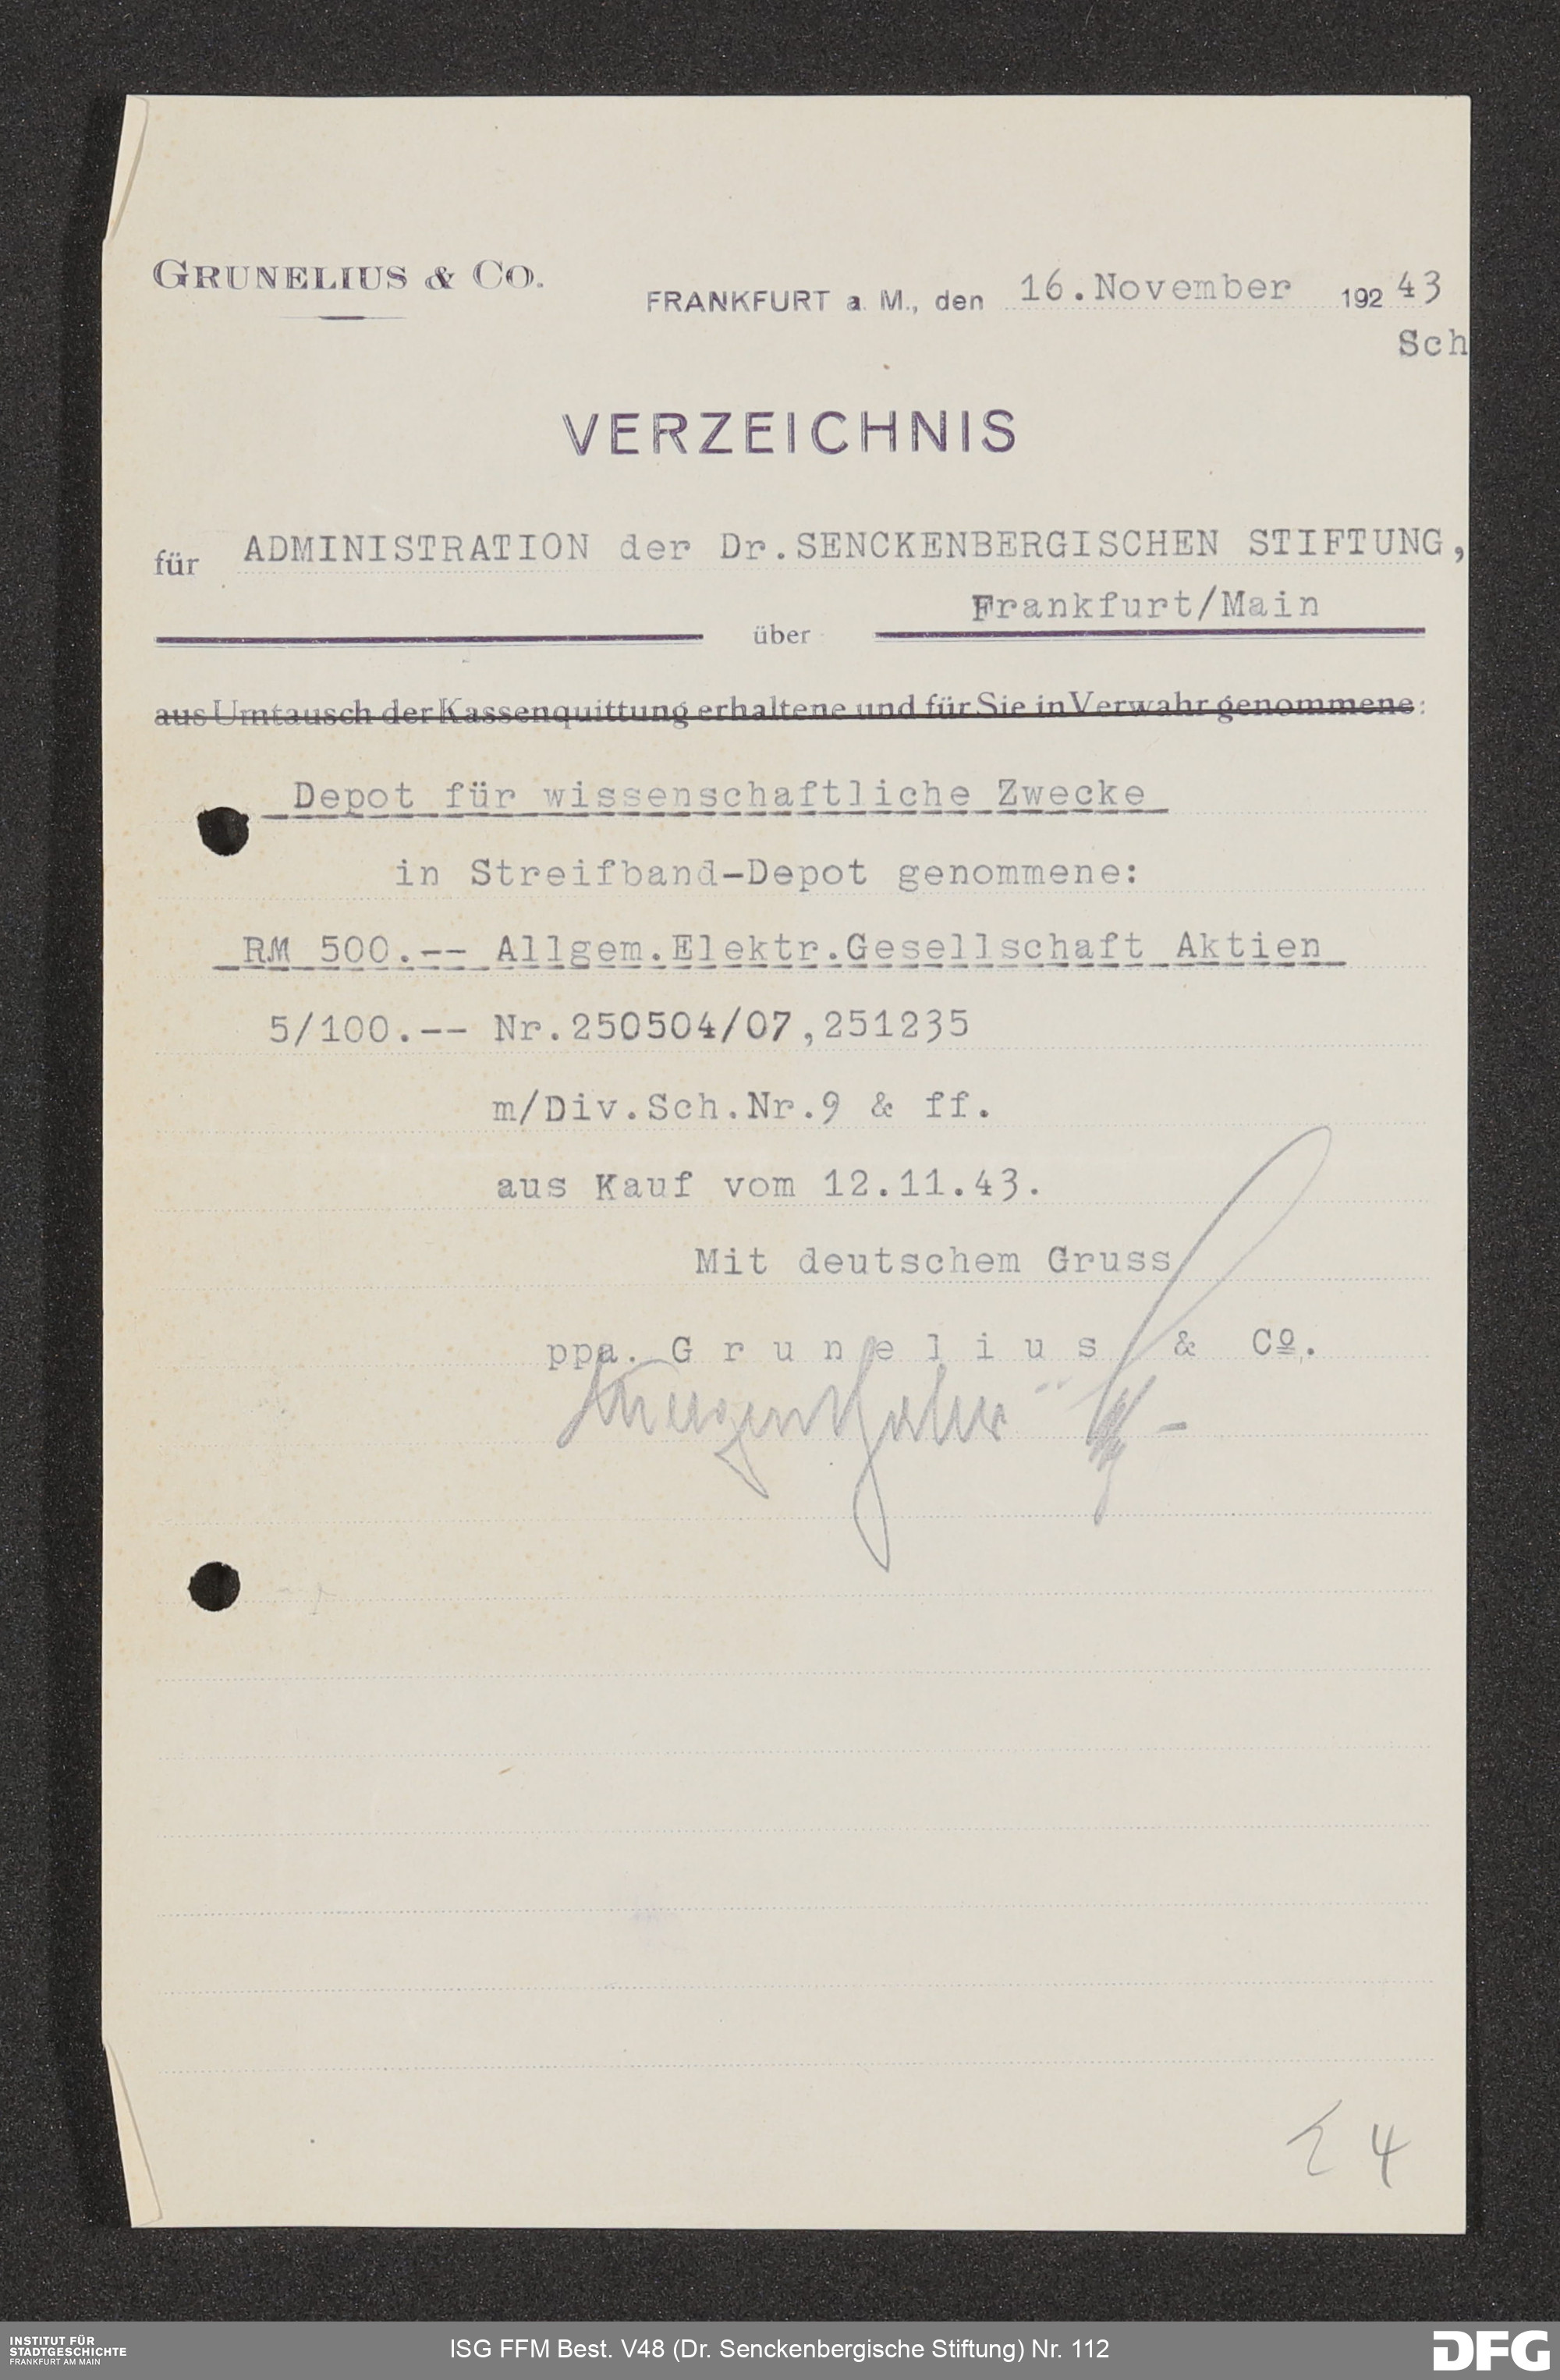 GRUNELIUS & CO.
FRANKFURT a. M., den 16.November 192 43
Sch
VERZEICHNIS
für ADMINISTRATION der Dr.SENCKENBERGISCHEN STIFTUNG,
Frankfurt/Main
über
aus Umtausch der Kassenquittung erhaltene und für Sie in Verwahr genommene:
Depot für wissenschaftliche Zwecke
in Streifband-Depot genommene:
RM 500.-- Allgem.Elektr.Gesellschaft Aktien
5/100.-- Nr.250504/07,251235
m/Div.Sch.Nr.9 & ff.
aus Kauf vom 12.11.43.
Mit deutschem Gruss
ppa. G r u n e l i u s & Cº.
4
INSTITUT FÜR
STADTGESCHICHTE
FRANKFURT AM MAIN
ISG FFM Best. V48 (Dr. Senckenbergische Stiftung) Nr. 112
DFG